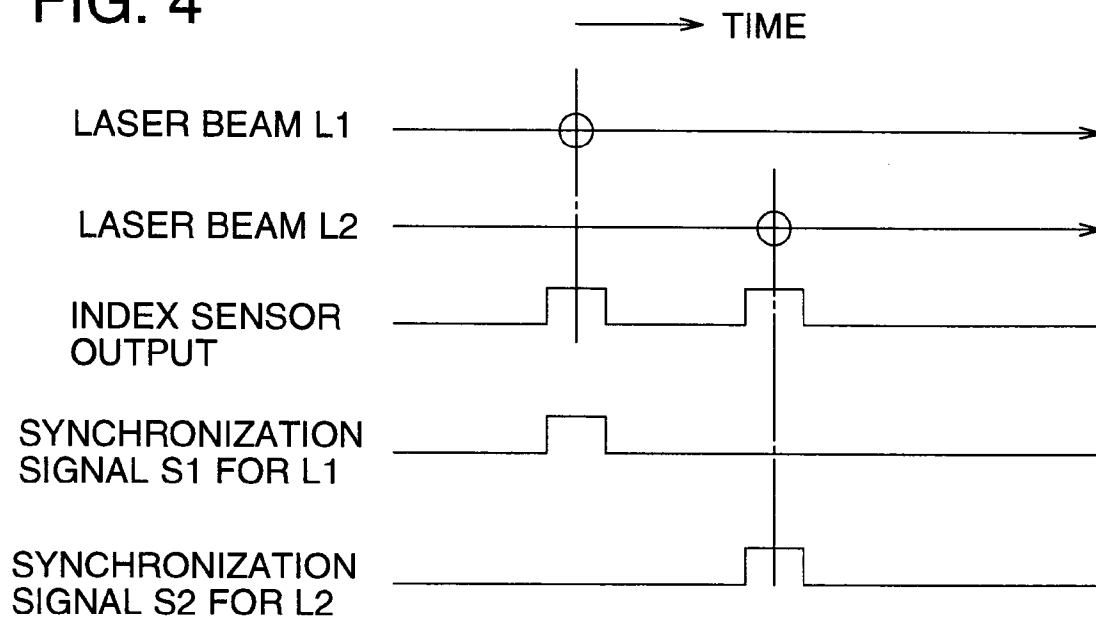 FIG. 4
TIME
LASER BEAM L1
LASER BEAM L2
INDEX SENSOR
OUTPUT
SYNCHRONIZATION
SIGNAL S1 FOR L1
SYNCHRONIZATION
SIGNAL S2 FOR L2